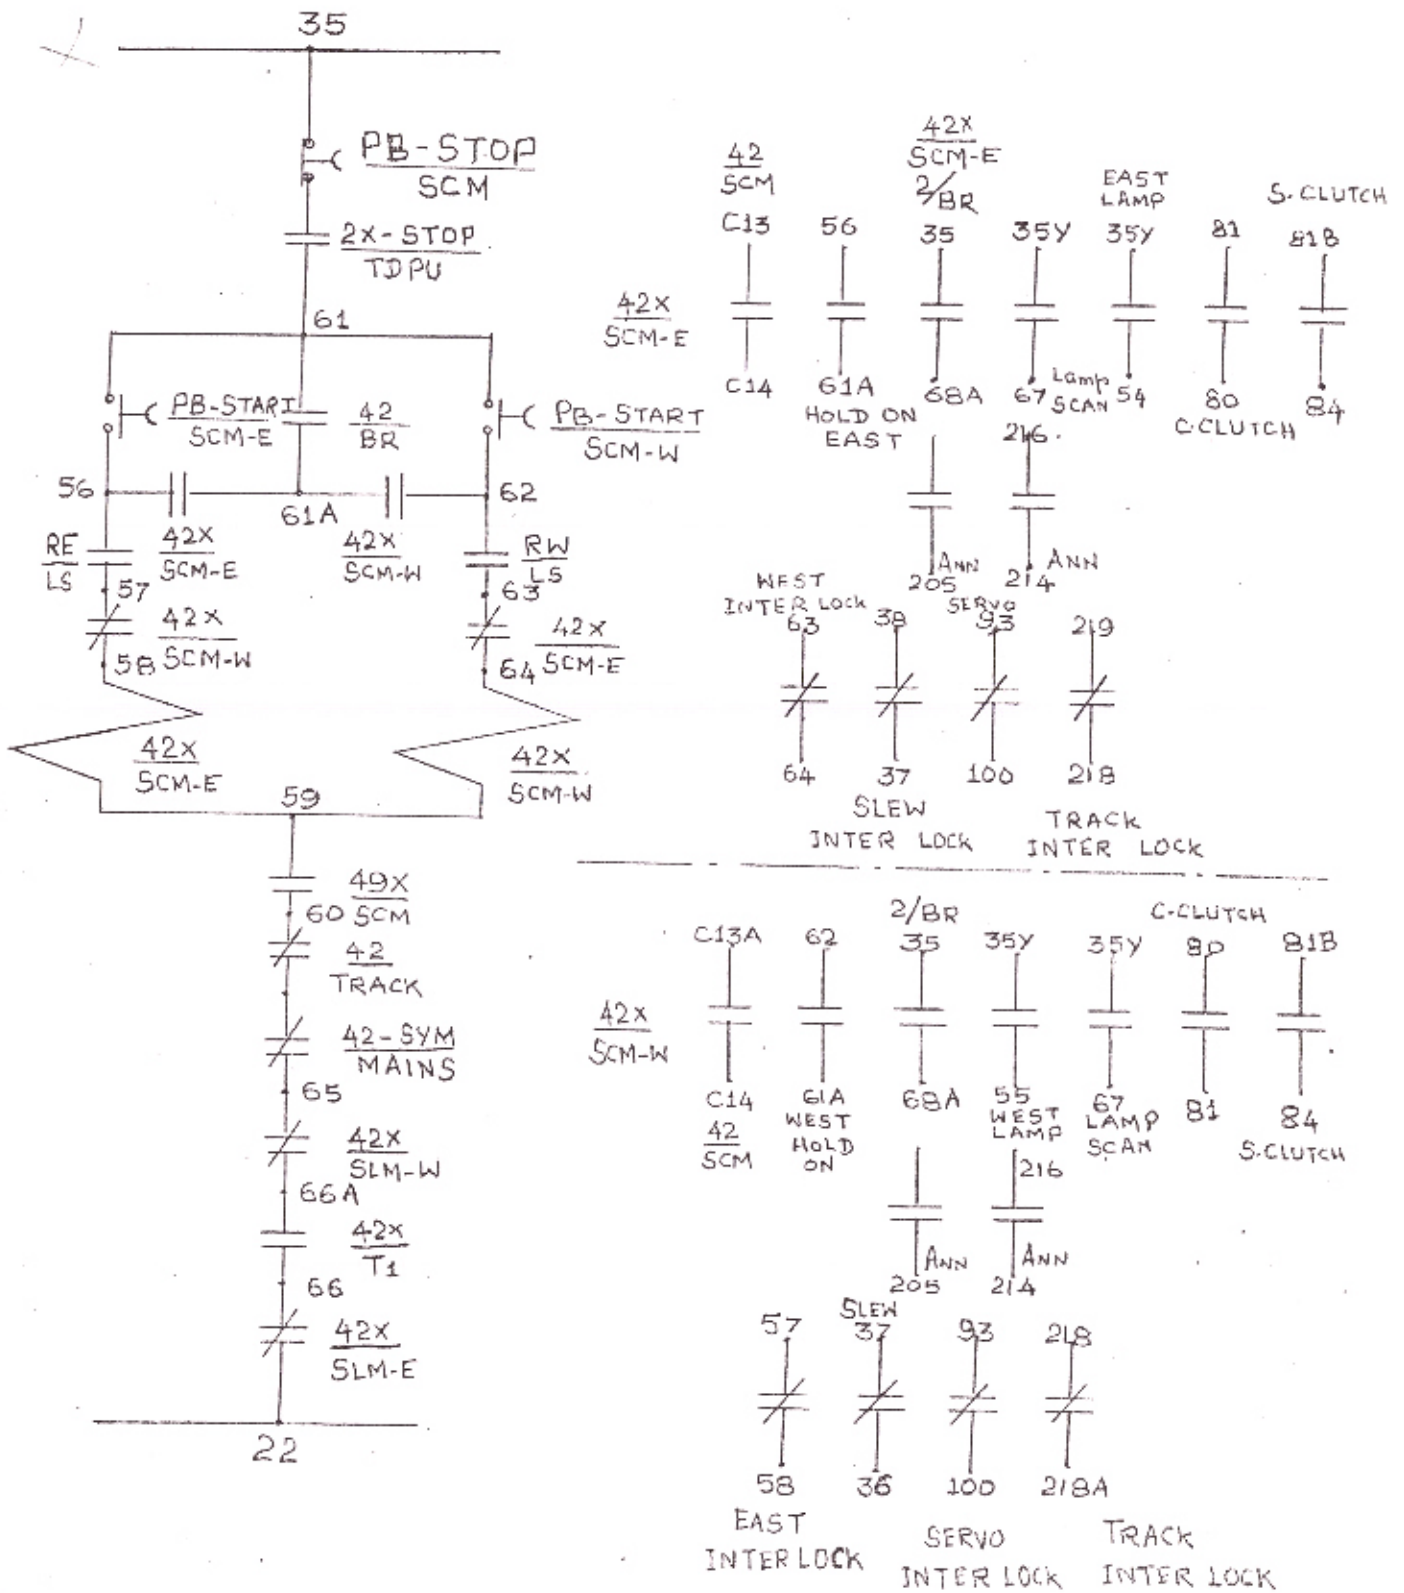 35
PB-STOP
SCM
2X-STOP
TDPU
61
PB-START
SCM-E
42
BR
PB-START
SCM-W
56
61A
62
RE
LS
42X
SCM-E
42X
SCM-W
RW
LS
57
63
42X
SCM-W
42X
SCM-E
58
64
42X
SCM-E
42X
SCM-W
59
49X
SCM
60
42
TRACK
42-SYM
MAINS
65
42X
SLM-W
66A
42X
T1
66
42X
SLM-E
22
42
SCM
42X
SCM-E
2/BR
EAST
LAMP
S.CLUTCH
C13 56 35 35Y 35Y 81 81B
42X
SCM-E
C14 61A 68A 67 Lamp SCAN 54 80 84
HOLD ON
EAST
C.CLUTCH
216
ANN
205
ANN
214
WEST
INTER LOCK
SERVO
63 38 93 219
64 37 100 218
SLEW
INTER LOCK
TRACK
INTER LOCK
2/BR
C-CLUTCH
C13A 62 35 35Y 35Y 80 81B
42X
SCM-W
C14 61A 68A 55 67 81 84
42
SCM
WEST
HOLD
ON
WEST
LAMP
LAMP
SCAN
S.CLUTCH
216
ANN
205
ANN
214
SLEW
57 37 93 218
58 36 100 218A
EAST
INTER LOCK
SERVO
INTER LOCK
TRACK
INTER LOCK